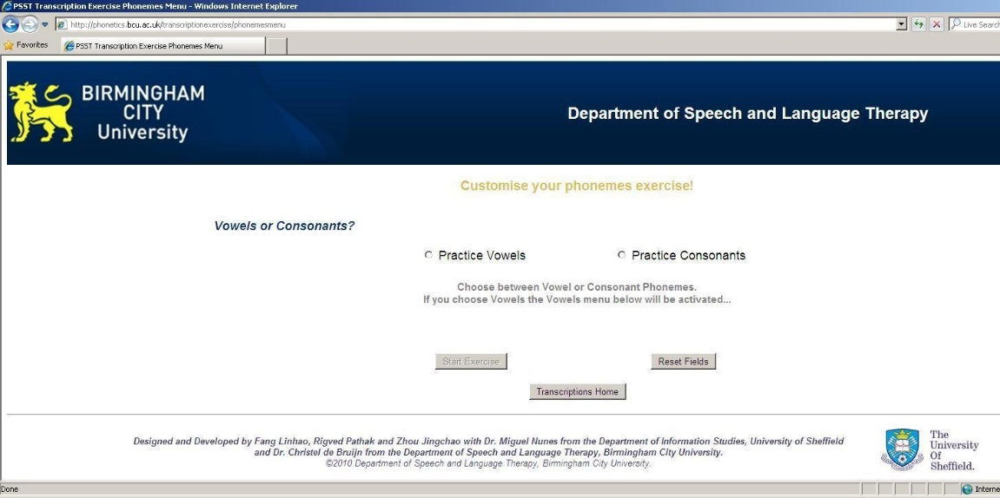 PSST Transcription Exercise Phonemes Menu - Windows Internet Explorer
http://phonetics.bcu.ac.uk/transcriptionexercise/phonemesmenu
Live Search
Favorites
PSST Transcription Exercise Phonemes Menu
BIRMINGHAM
CITY
University
Department of Speech and Language Therapy
Customise your phonemes exercise!
Vowels or Consonants?
Practice Vowels
Practice Consonants
Choose between Vowel or Consonant Phonemes.
If you choose Vowels the Vowels menu below will be activated...
Start Exercise
Reset Fields
Transcriptions Home
Designed and Developed by Fang Linhao, Rigved Pathak and Zhou Jingchao with Dr. Miguel Nunes from the Department of Information Studies, University of Sheffield
and Dr. Christel de Bruijn from the Department of Speech and Language Therapy, Birmingham City University.
©2010 Department of Speech and Language Therapy, Birmingham City University.
The
University
Of
Sheffield.
Done
Interne